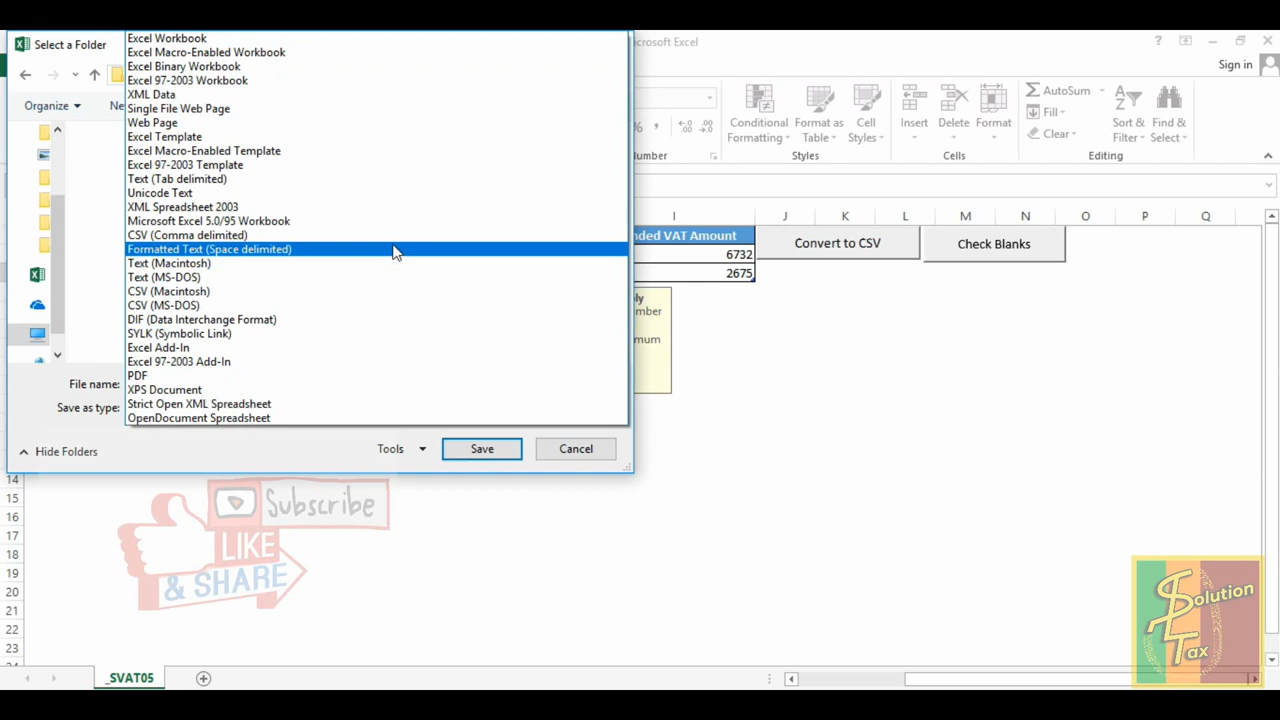 Select a Folder
Microsoft Excel
Sign in
Organize
Excel Workbook
Excel Macro-Enabled Workbook
Excel Binary Workbook
Excel 97-2003 Workbook
XML Data
Single File Web Page
Web Page
Excel Template
Excel Macro-Enabled Template
Excel 97-2003 Template
Text (Tab delimited)
Unicode Text
XML Spreadsheet 2003
Microsoft Excel 5.0/95 Workbook
CSV (Comma delimited)
Formatted Text (Space delimited)
Text (Macintosh)
Text (MS-DOS)
CSV (Macintosh)
CSV (MS-DOS)
DIF (Data Interchange Format)
SYLK (Symbolic Link)
Excel Add-In
Excel 97-2003 Add-In
PDF
XPS Document
Strict Open XML Spreadsheet
OpenDocument Spreadsheet
File name:
Save as type:
Hide Folders
Tools
Save
Cancel
%
Conditional Formatting
Format as Table
Cell Styles
Insert
Delete
Format
AutoSum
Fill
Clear
Sort & Filter
Find & Select
Styles
Cells
Editing
I J K L M N O P Q
VAT Amount
6732
2675
Convert to CSV
Check Blanks
14
15
16
17
18
19
20
21
22
23
Subscribe
LIKE
& SHARE
Solution
Tax
_SVAT05